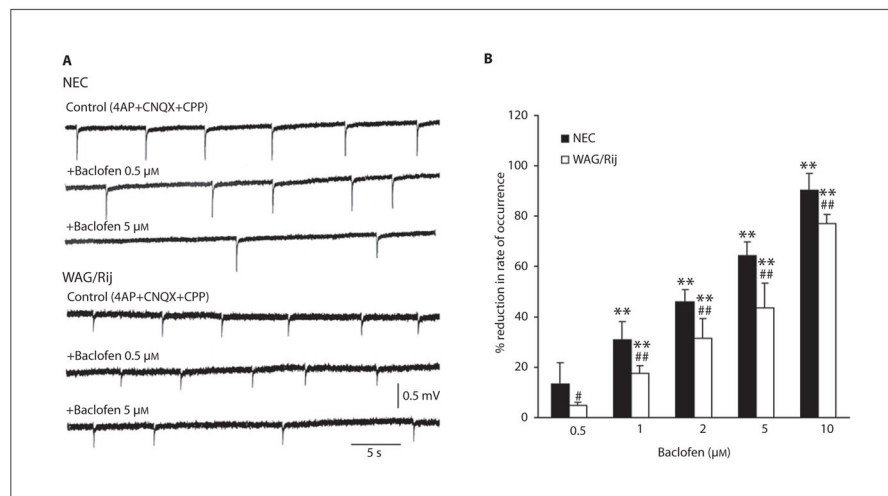 A
NEC
Control (4AP+CNQX+CPP)
+Baclofen 0.5 µM
+Baclofen 5 µM
WAG/Rij
Control (4AP+CNQX+CPP)
+Baclofen 0.5 µM
+Baclofen 5 µM
0.5 mV
5 s
B
% reduction in rate of occurrence
120
100
80
60
40
20
0
NEC
WAG/Rij
#
**
**
##
**
**
##
**
**
##
**
**
##
0.5 1 2 5 10
Baclofen (µM)